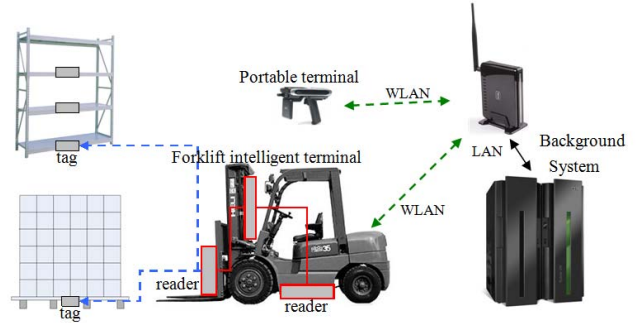 Portable terminal
WLAN
tag
Forklift intelligent terminal
LAN
Background
System
WLAN
reader
reader
tag